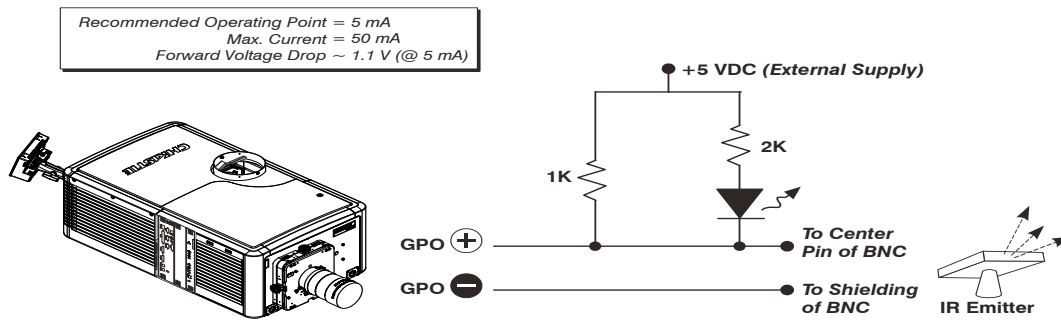 Recommended Operating Point = 5 mA
Max. Current = 50 mA
Forward Voltage Drop ~ 1.1 V (@ 5 mA)
+5 VDC (External Supply)
1K
2K
CHRISTIE
GPO +
To Center
Pin of BNC
GPO -
To Shielding
of BNC
IR Emitter